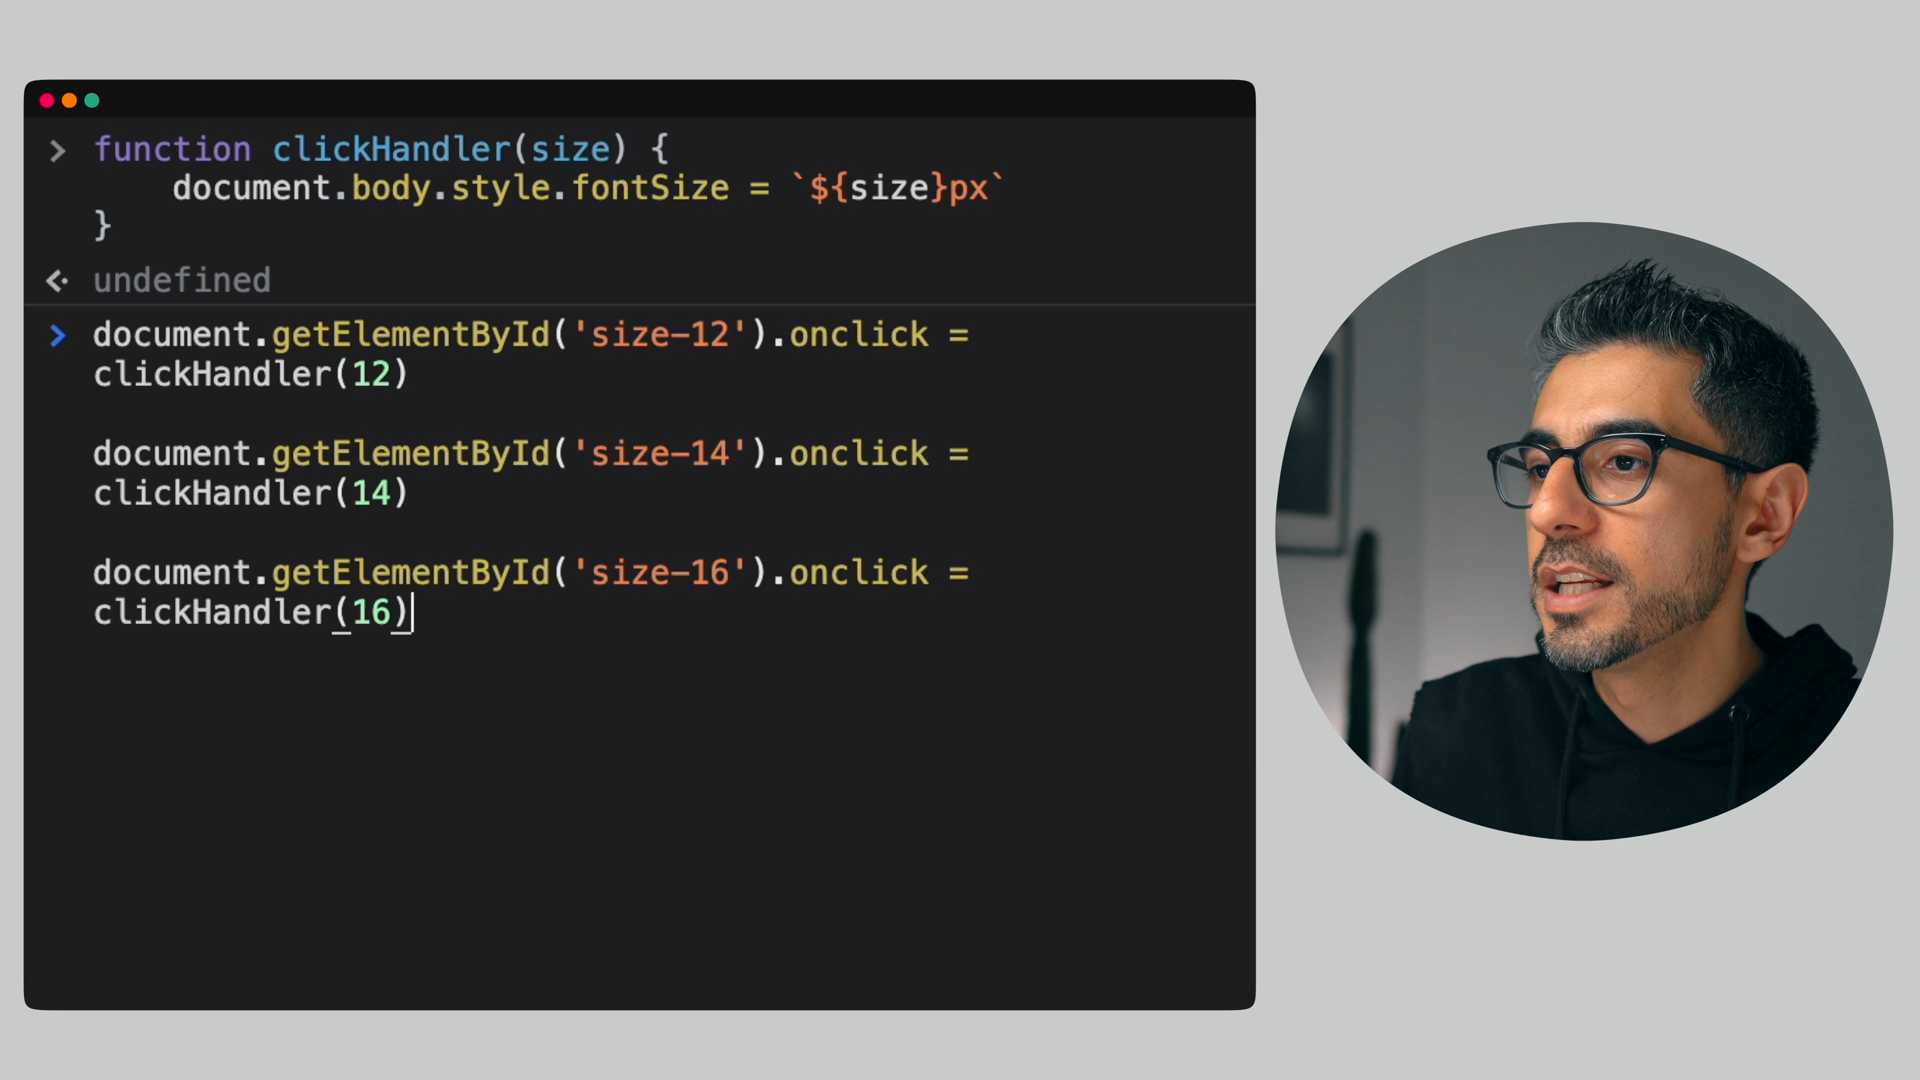 > function clickHandler(size) {
document.body.style.fontSize = `${size}px`
}
undefined
> document.getElementById('size-12').onclick =
clickHandler(12)
document.getElementById('size-14').onclick =
clickHandler(14)
document.getElementById('size-16').onclick =
clickHandler(16)